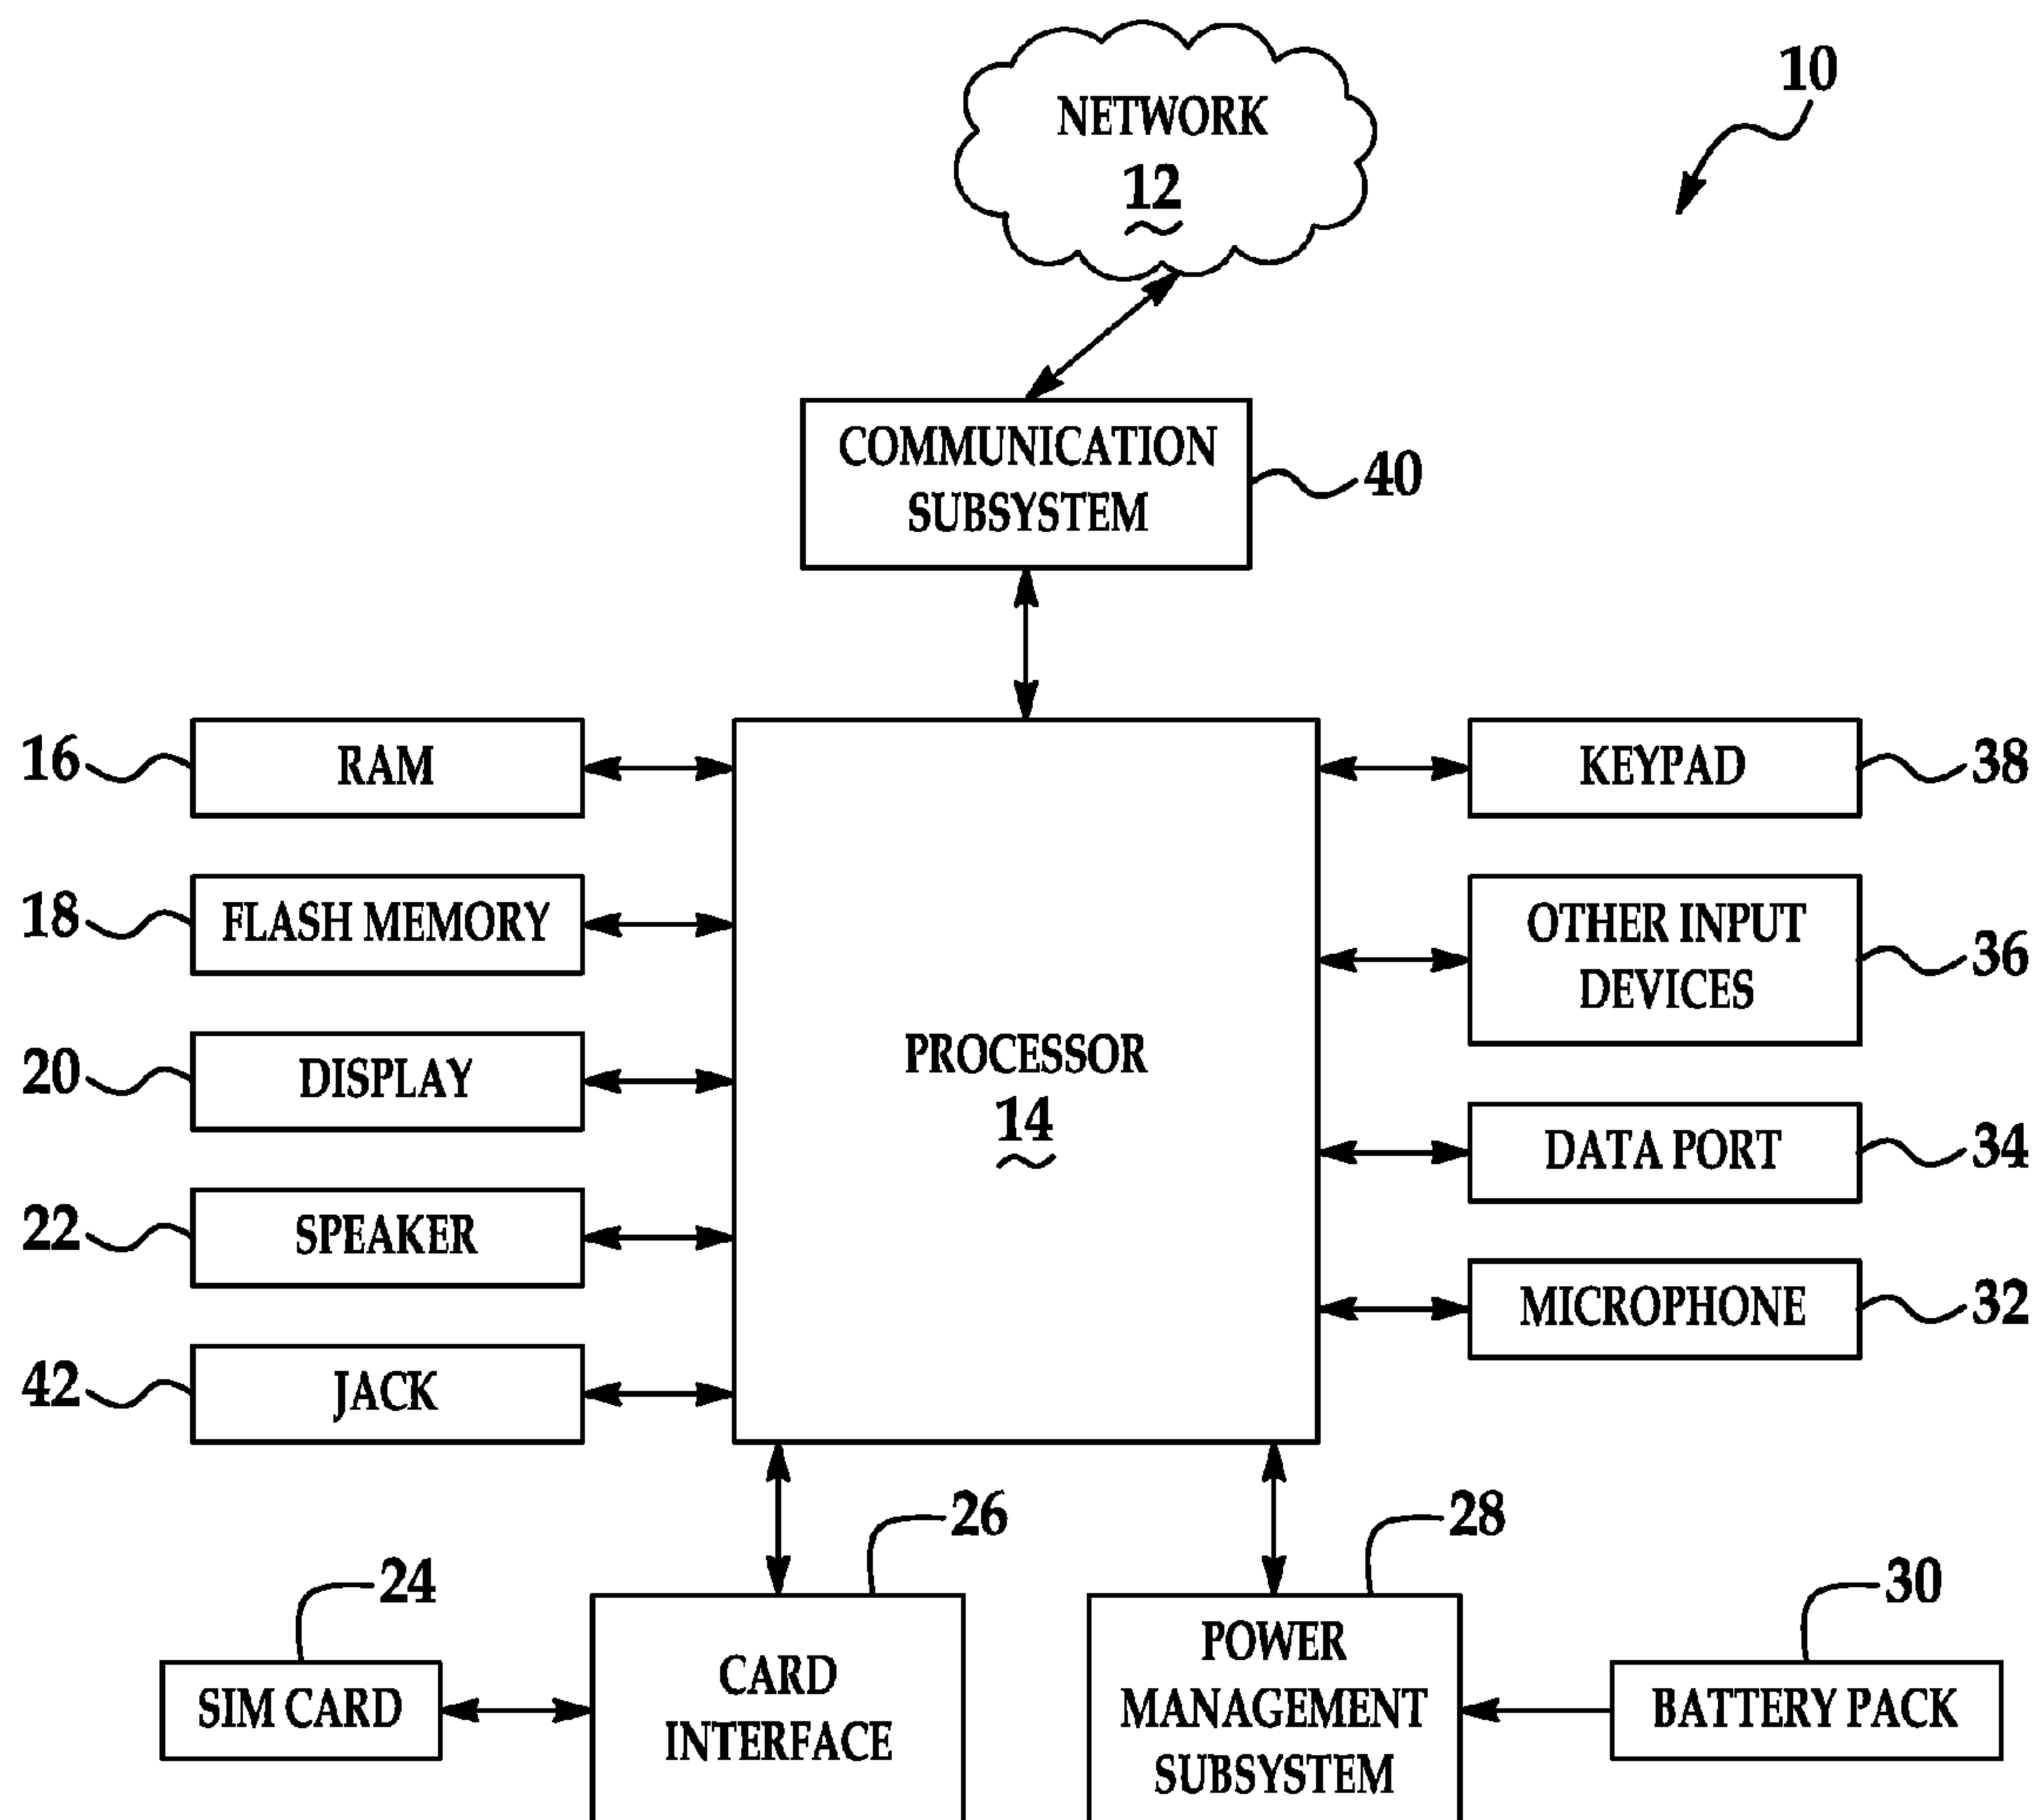 NETWORK
12
10
COMMUNICATION
SUBSYSTEM
40
16
RAM
KEYPAD
38
18
FLASH MEMORY
OTHER INPUT
DEVICES
36
20
DISPLAY
PROCESSOR
14
DATA PORT
34
22
SPEAKER
MICROPHONE
32
42
JACK
26
28
24
SIM CARD
CARD
INTERFACE
POWER
MANAGEMENT
SUBSYSTEM
30
BATTERY PACK